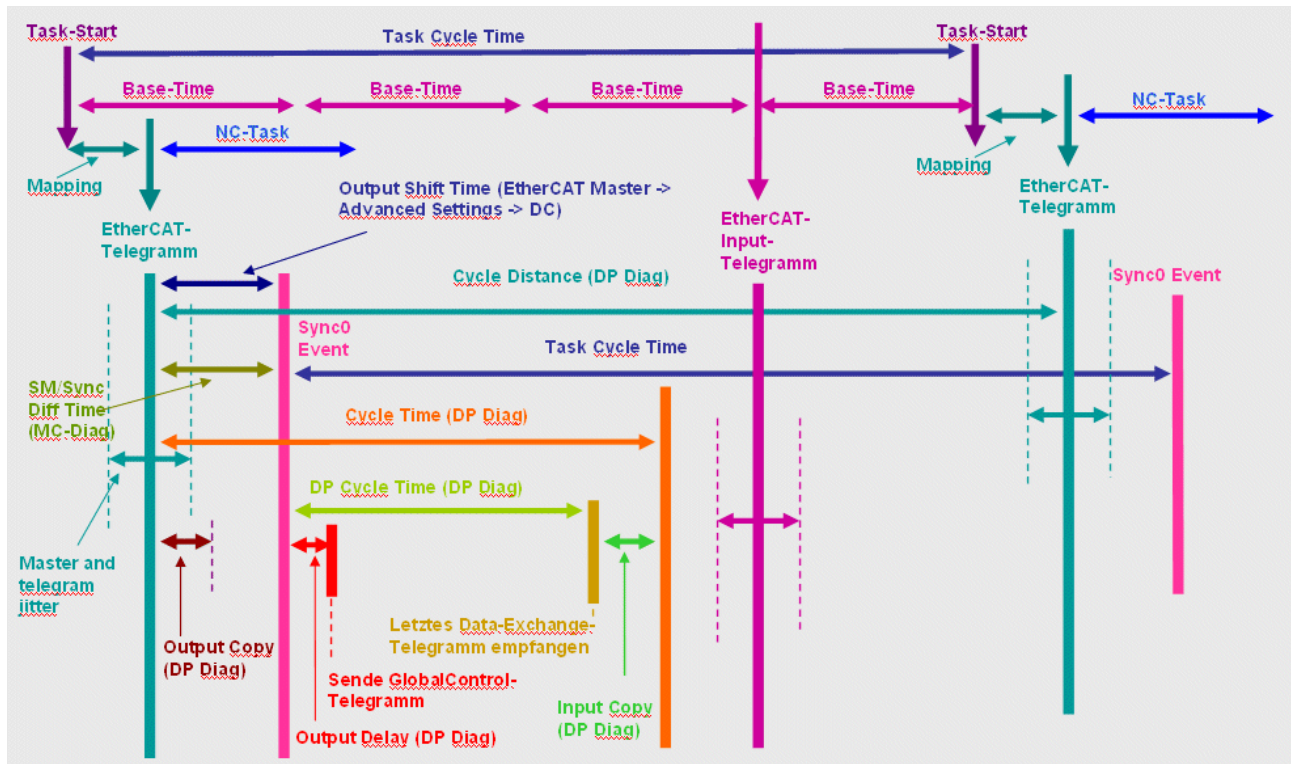 Task-Start
Task Cycle Time
Task-Start
Base-Time
Base-Time
Base-Time
Base-Time
NC-Task
NC-Task
Mapping
Mapping
Output Shift Time (EtherCAT Master ->
Advanced Settings -> DC)
EtherCAT-
Telegramm
EtherCAT-
Input-
Telegramm
EtherCAT-
Telegramm
Cycle Distance (DP Diag)
Sync0 Event
Sync0
Event
Task Cycle Time
SM/Sync
Diff Time
(MC-Diag)
Cycle Time (DP Diag)
DP Cycle Time (DP Diag)
Master and
telegram
jitter
Output Copy
(DP Diag)
Letztes Data-Exchange-
Telegramm empfangen
Sende GlobalControl-
Telegramm
Input Copy
(DP Diag)
Output Delay (DP Diag)